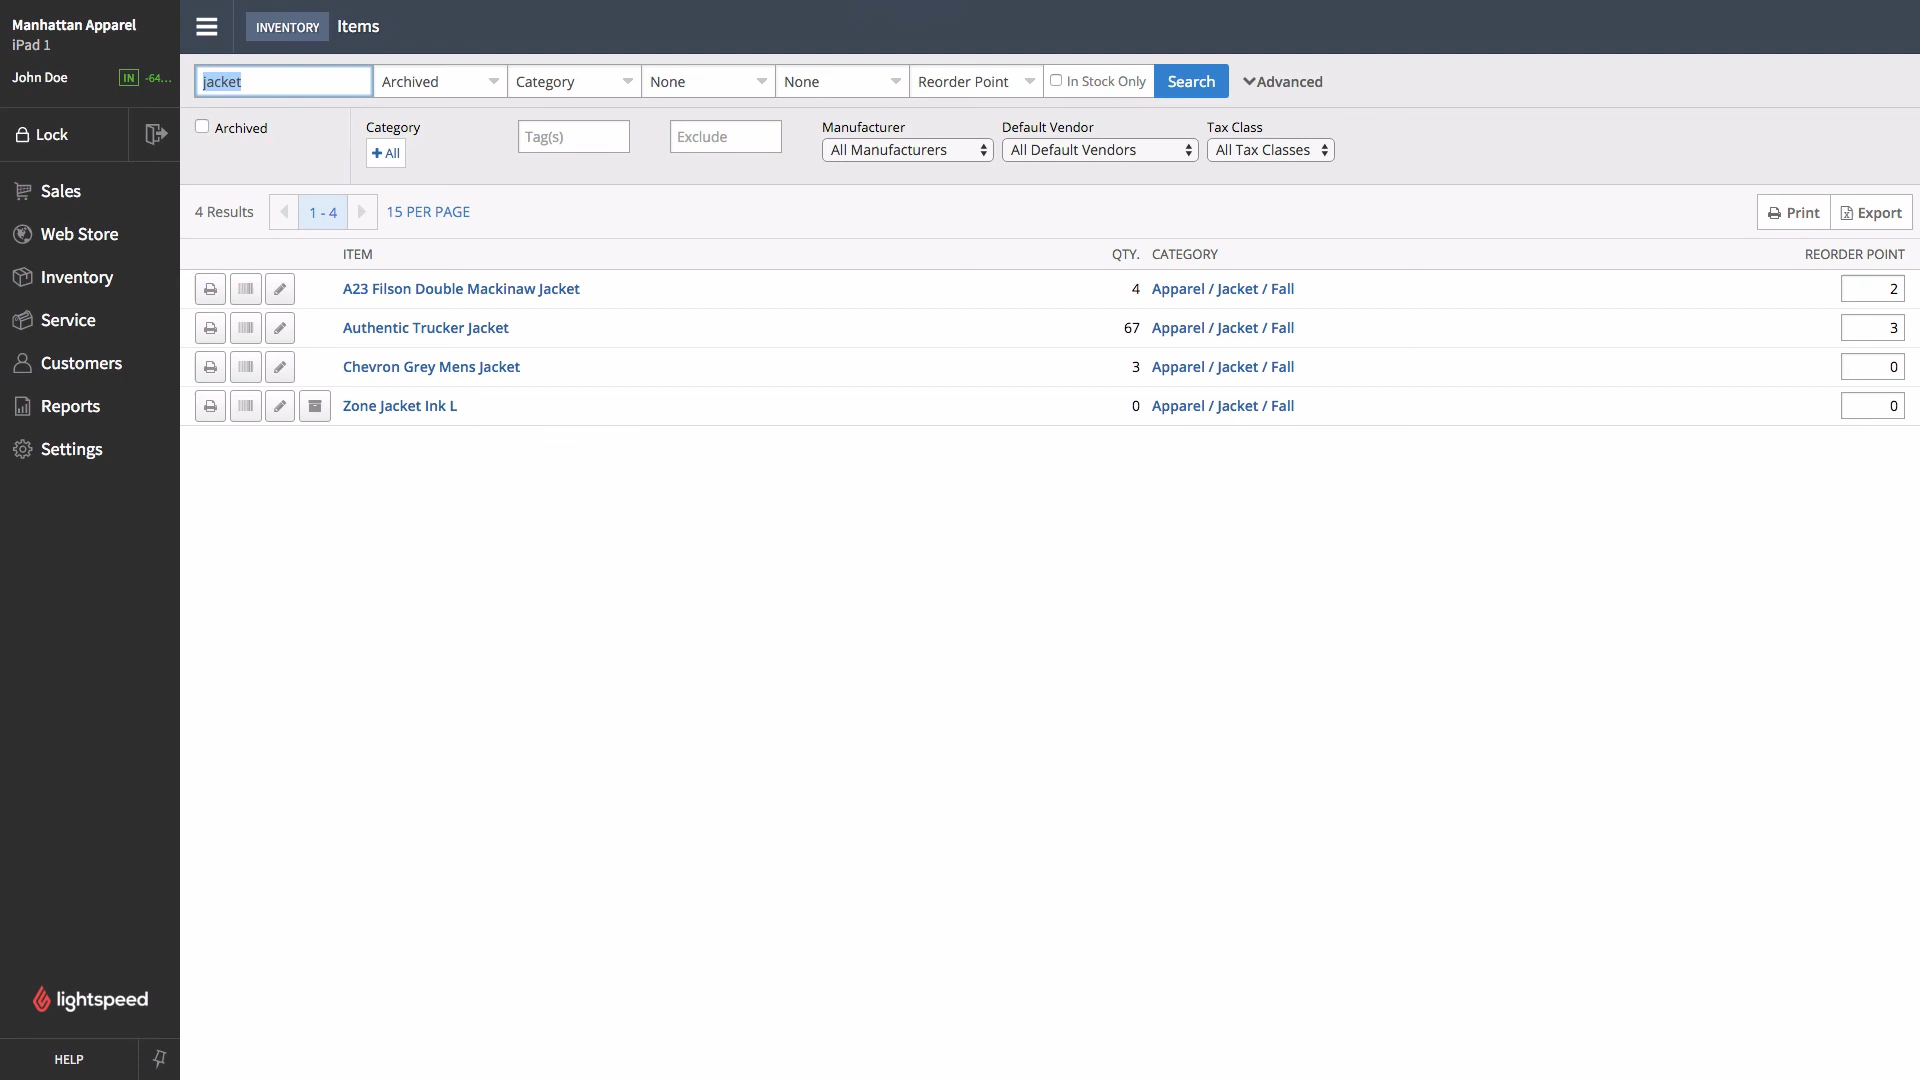 Manhattan Apparel
iPad 1
John Doe IN -64...
Lock
Sales
Web Store
Inventory
Service
Customers
Reports
Settings
lightspeed
HELP
INVENTORY Items
jacket Archived Category None None Reorder Point In Stock Only Search Advanced
Archived Category Tag(s) Exclude Manufacturer Default Vendor Tax Class
+ All All Manufacturers All Default Vendors All Tax Classes
4 Results 1 - 4 15 PER PAGE Print Export
ITEM QTY. CATEGORY REORDER POINT
A23 Filson Double Mackinaw Jacket 4 Apparel / Jacket / Fall 2
Authentic Trucker Jacket 67 Apparel / Jacket / Fall 3
Chevron Grey Mens Jacket 3 Apparel / Jacket / Fall 0
Zone Jacket Ink L 0 Apparel / Jacket / Fall 0